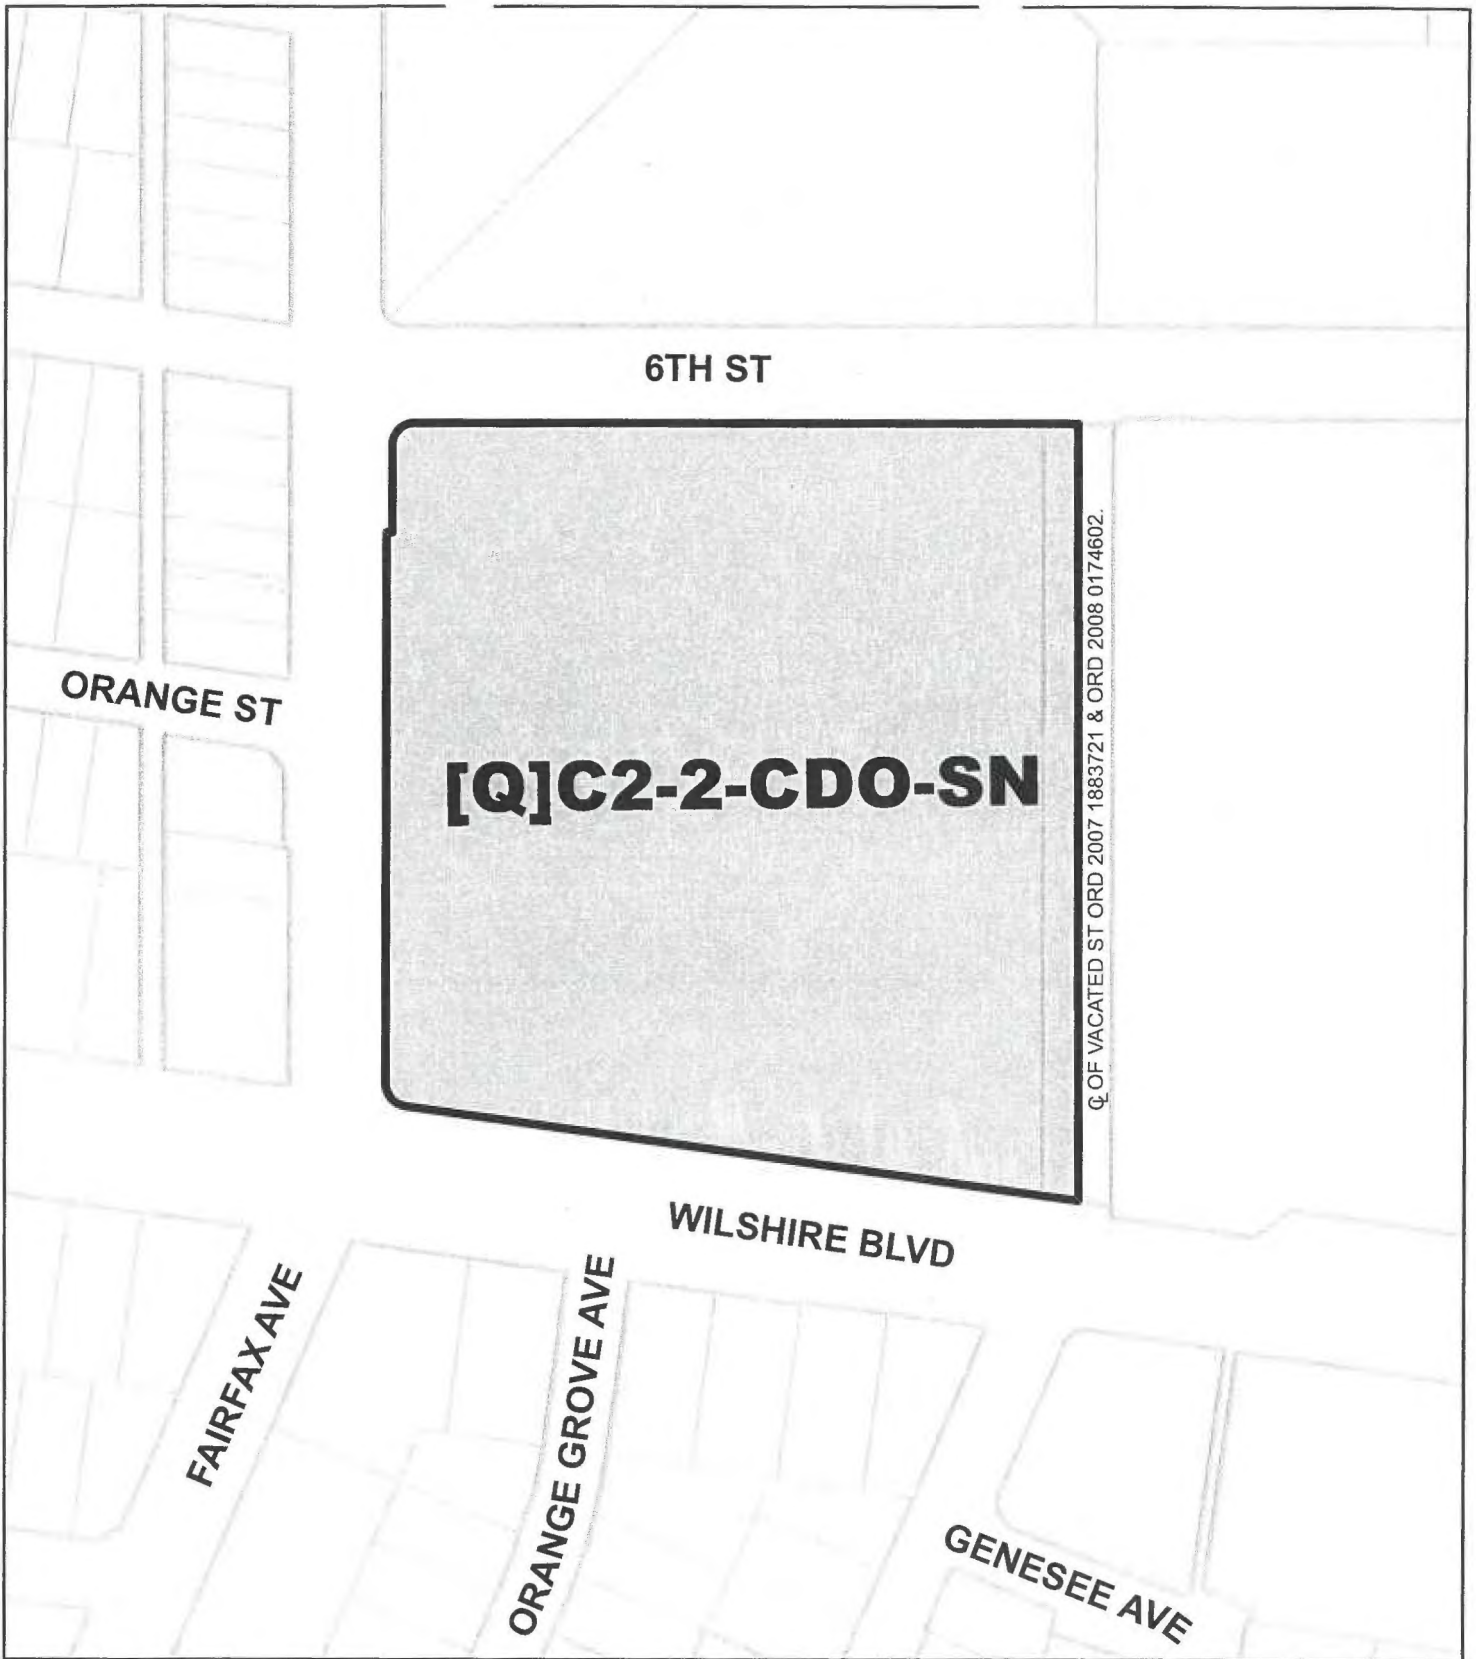 6TH ST
ORANGE ST
[Q]C2-2-CDO-SN
℄ OF VACATED ST ORD 2007 1883721 & ORD 2008 0174602.
WILSHIRE BLVD
FAIRFAX AVE
ORANGE GROVE AVE
GENESEE AVE